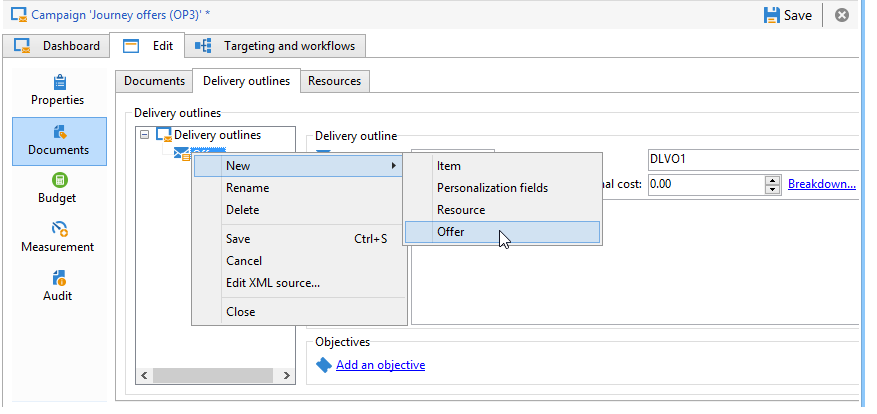 Campaign 'Journey offers (OP3)' *
Save
Dashboard
Edit
Targeting and workflows
Properties
Documents
Budget
Measurement
Audit
Documents
Delivery outlines
Resources
Delivery outlines
Delivery outlines
Delivery outline
DLVO1
nal cost:
0.00
Breakdown...
New
Rename
Delete
Save Ctrl+S
Cancel
Edit XML source...
Close
Item
Personalization fields
Resource
Offer
Objectives
Add an objective